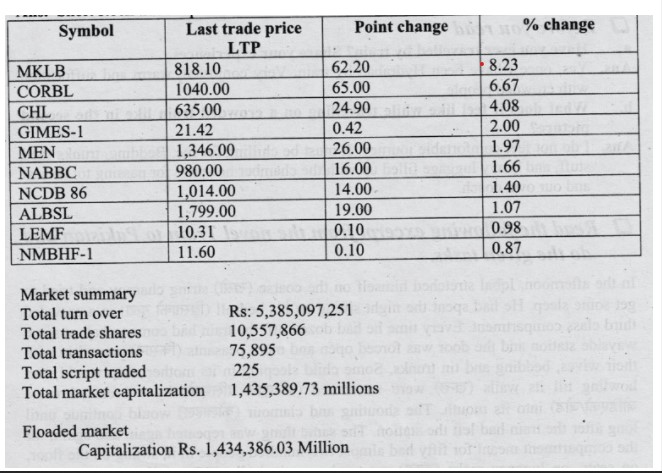 Symbol Last trade price LTP Point change % change
MKLB 818.10 62.20 8.23
CORBL 1040.00 65.00 6.67
CHL 635.00 24.90 4.08
GIMES-1 21.42 0.42 2.00
MEN 1,346.00 26.00 1.97
NABBC 980.00 16.00 1.66
NCDB 86 1,014.00 14.00 1.40
ALBSL 1,799.00 19.00 1.07
LEMF 10.31 0.10 0.98
NMBHF-1 11.60 0.10 0.87
Market summary
Total turn over Rs: 5,385,097,251
Total trade shares 10,557,866
Total transactions 75,895
Total script traded 225
Total market capitalization 1,435,389.73 millions
Floaded market
Capitalization Rs. 1,434,386.03 Million